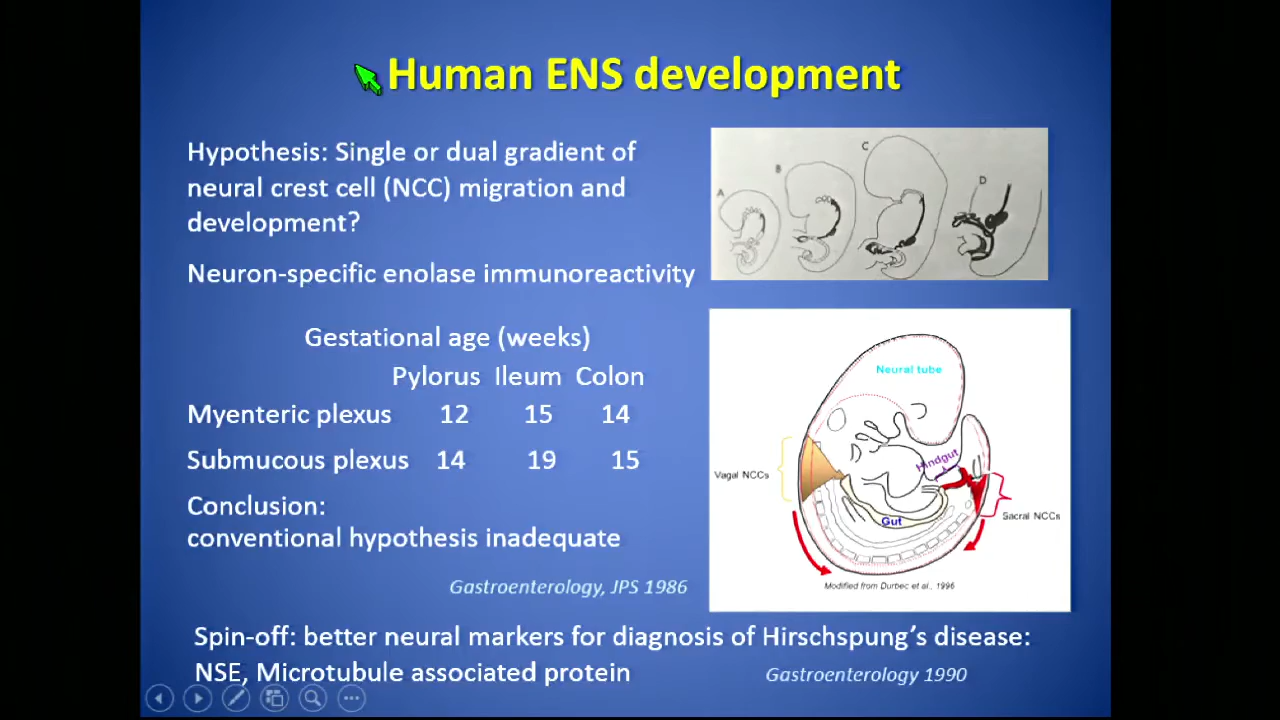 Human ENS development
Hypothesis: Single or dual gradient of
neural crest cell (NCC) migration and
development?
Neuron-specific enolase immunoreactivity
Gestational age (weeks)
Pylorus Ileum Colon
Myenteric plexus 12 15 14
Submucous plexus 14 19 15
Conclusion:
conventional hypothesis inadequate
Gastroenterology, JPS 1986
A
B
C
D
Neural tube
Hindgut
Vagal NCCs
Gut
Sacral NCCs
Modified from Durbec et al., 1996
Spin-off: better neural markers for diagnosis of Hirschspung’s disease:
NSE, Microtubule associated protein
Gastroenterology 1990